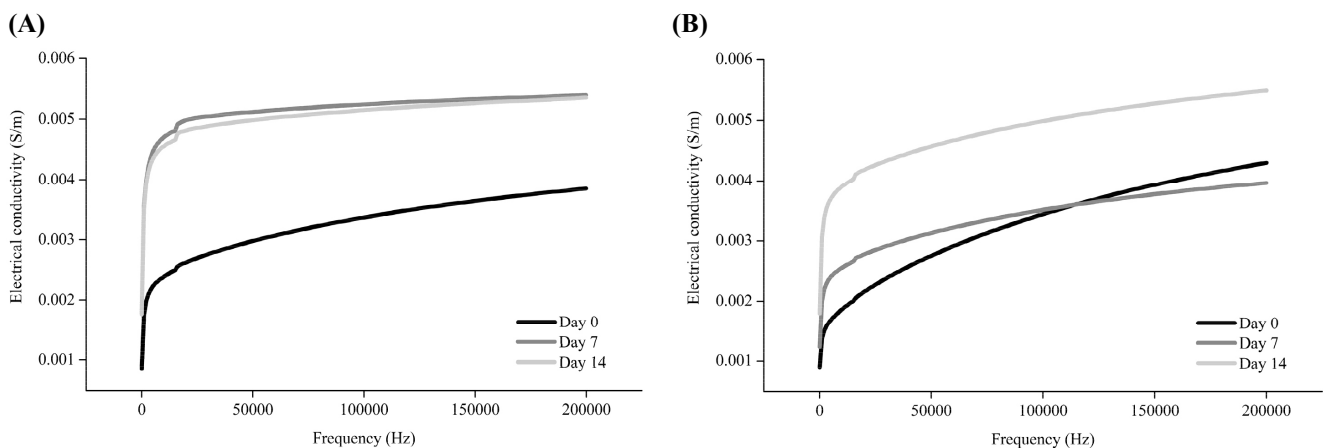 (A)
0.006
0.005
0.004
0.003
0.002
0.001
Electrical conductivity (S/m)
Day 0
Day 7
Day 14
0
50000
100000
150000
200000
Frequency (Hz)
(B)
0.006
0.005
0.004
0.003
0.002
0.001
Electrical conductivity (S/m)
Day 0
Day 7
Day 14
0
50000
100000
150000
200000
Frequency (Hz)